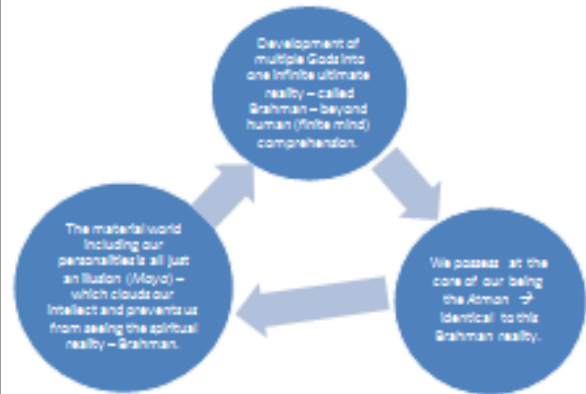 Development of
multiple Gods into
one infinite ultimate
reality – called
Brahman – beyond
human (finite mind)
comprehension.
We possess at the
core of our being
the Atman →
identical to this
Brahman reality.
The material world
including our
personalities is all just
an illusion (Maya) –
which clouds our
intellect and prevents us
from seeing the spiritual
reality – Brahman.